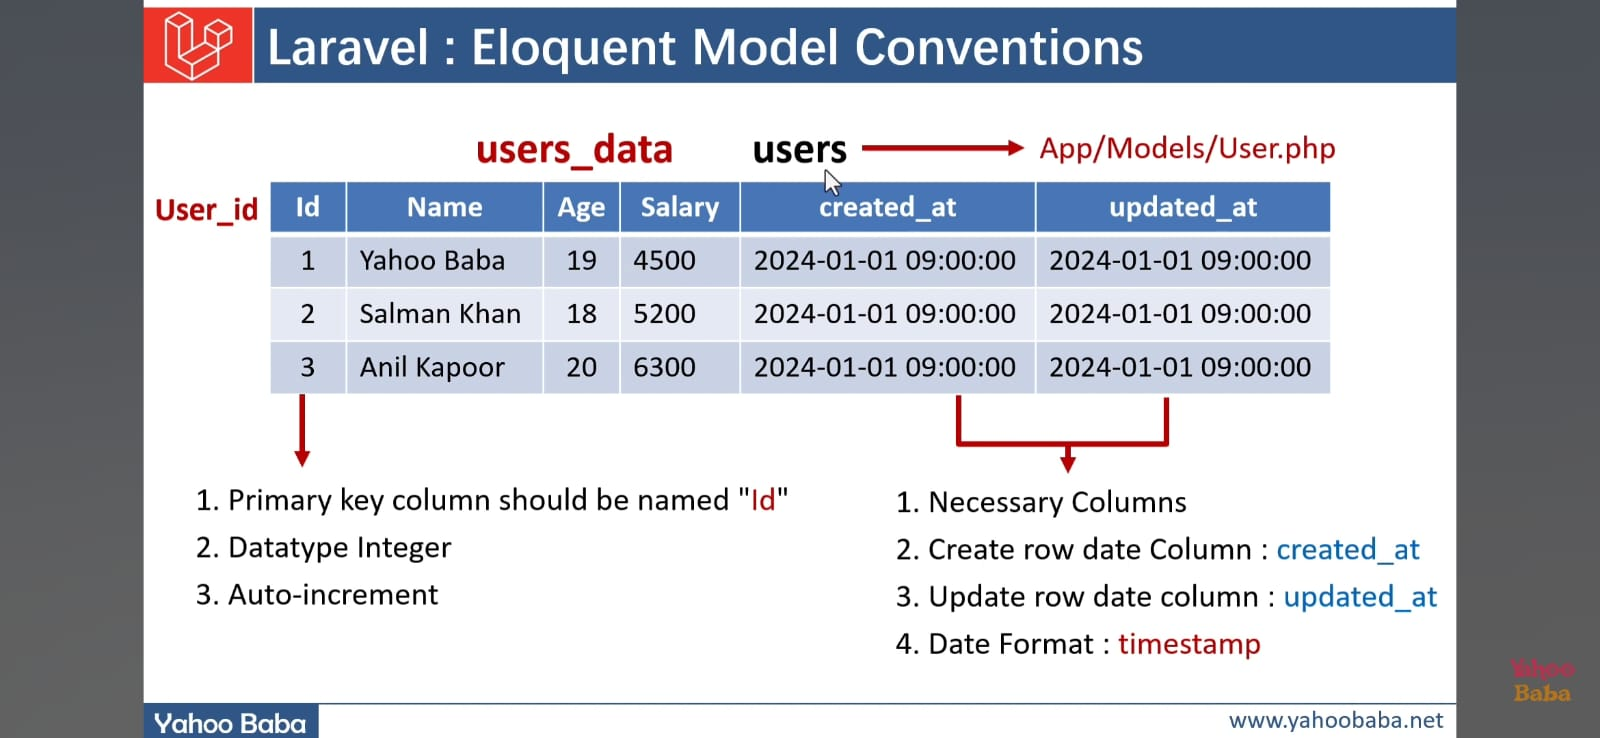 Laravel : Eloquent Model Conventions
users_data users App/Models/User.php
User_id Id Name Age Salary created_at updated_at
1 Yahoo Baba 19 4500 2024-01-01 09:00:00 2024-01-01 09:00:00
2 Salman Khan 18 5200 2024-01-01 09:00:00 2024-01-01 09:00:00
3 Anil Kapoor 20 6300 2024-01-01 09:00:00 2024-01-01 09:00:00
1. Primary key column should be named "Id"
2. Datatype Integer
3. Auto-increment
1. Necessary Columns
2. Create row date Column : created_at
3. Update row date column : updated_at
4. Date Format : timestamp
Yahoo
Baba
Yahoo Baba
www.yahoobaba.net